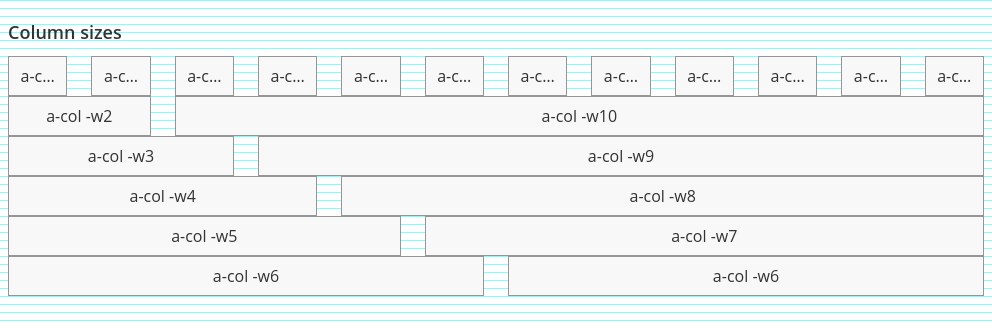 Column sizes
a-c... a-c... a-c... a-c... a-c... a-c... a-c... a-c... a-c... a-c... a-c... a-c...
a-col -w2 a-col -w10
a-col -w3 a-col -w9
a-col -w4 a-col -w8
a-col -w5 a-col -w7
a-col -w6 a-col -w6